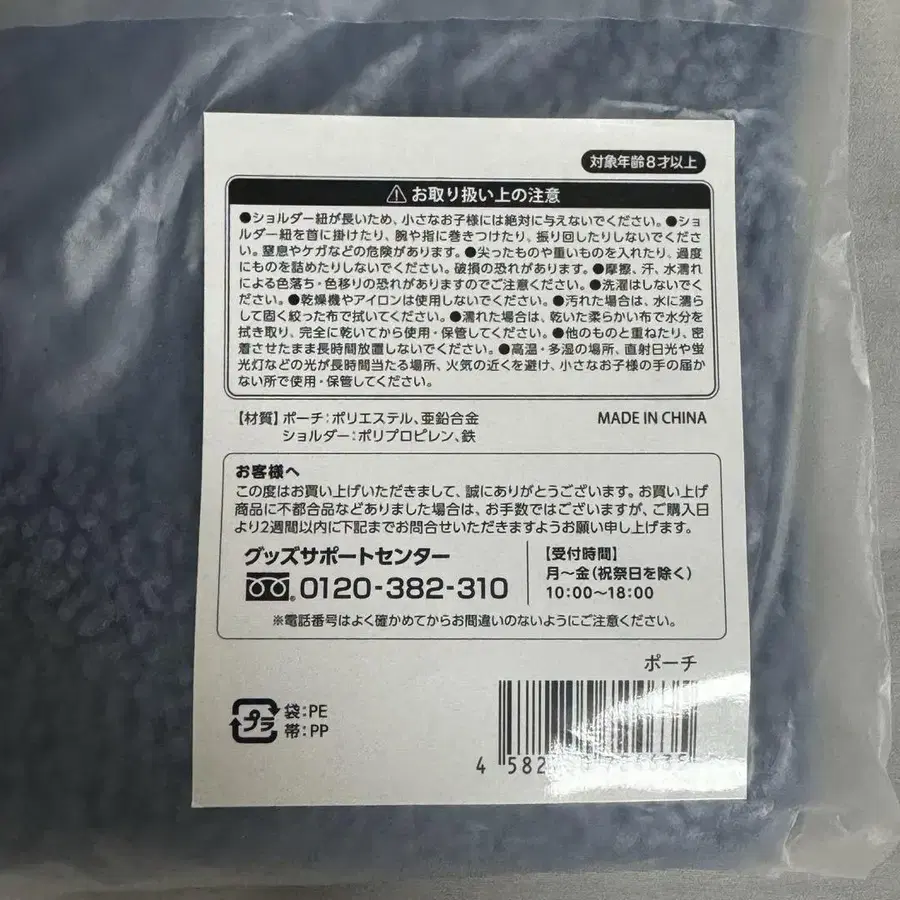 対象年齢8才以上
⚠お取り扱い上の注意
●ショルダー紐が長いため、小さなお子様には絶対に与えないでください。●ショ
ルダー紐を首に掛けたり、腕や指に巻きつけたり、振り回したりしないでくださ
い。窒息やケガなどの危険があります。●尖ったものや重いものを入れたり、過度
にものを詰めたりしないでください。破損の恐れがあります。●摩擦、汗、水濡れ
による色落ち・色移りの恐れがありますのでご注意ください。●洗濯はしないでく
ださい。●乾燥機やアイロンは使用しないでください。●汚れた場合は、水に濡ら
して固く絞った布で拭いてください。●濡れた場合は、乾いた柔らかい布で水分を
拭き取り、完全に乾いてから使用・保管してください。●他のものと重ねたり、密
着させたまま長時間放置しないでください。●高温・多湿の場所、直射日光や蛍
光灯などの光が長時間当たる場所、火気の近くを避け、小さなお子様の手の届か
ない所で使用・保管してください。
【材質】ポーチ:ポリエステル、亜鉛合金
MADE IN CHINA
ショルダー:ポリプロピレン、鉄
お客様へ
この度はお買い上げいただきまして、誠にありがとうございます。お買い上げ
商品に不都合品などありました場合は、お手数ではございますが、ご購入日
より2週間以内に下記までお問合せいただきますようお願い申し上げます。
グッズサポートセンター
0120-382-310
【受付時間】
月〜金(祝祭日を除く)
10:00〜18:00
※電話番号はよく確かめてからお間違いのないようにご注意ください。
ポーチ
プラ
袋:PE
帯:PP
4 582